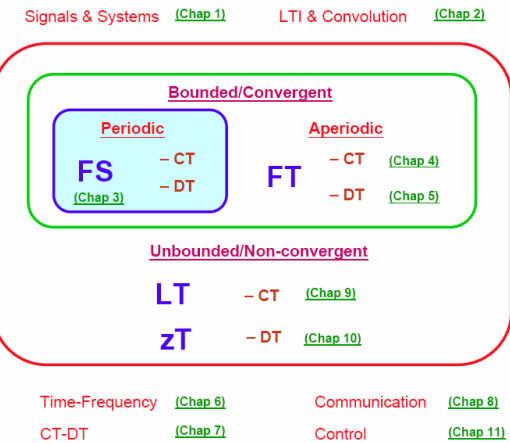 Signals & Systems (Chap 1) LTI & Convolution (Chap 2)
Bounded/Convergent
Periodic Aperiodic
FS – CT FT – CT (Chap 4)
– DT – DT (Chap 5)
(Chap 3)
Unbounded/Non-convergent
LT – CT (Chap 9)
zT – DT (Chap 10)
Time-Frequency (Chap 6) Communication (Chap 8)
CT-DT (Chap 7) Control (Chap 11)